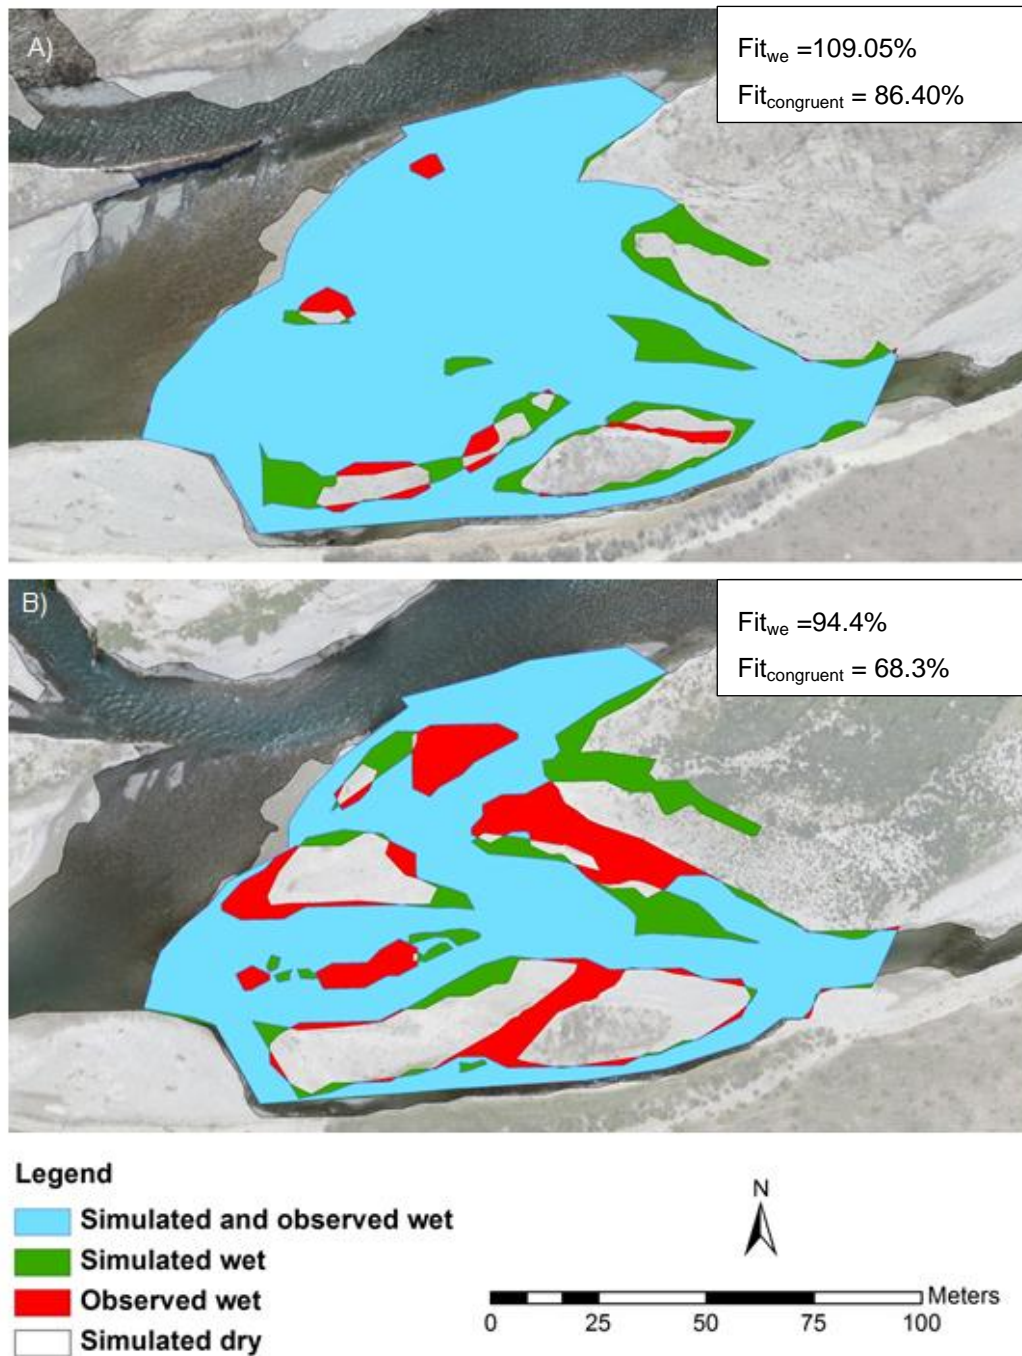 A)
Fitwe =109.05%
Fitcongruent = 86.40%
B)
Fitwe =94.4%
Fitcongruent = 68.3%
Legend
Simulated and observed wet
Simulated wet
Observed wet
Simulated dry
N
Meters
0 25 50 75 100